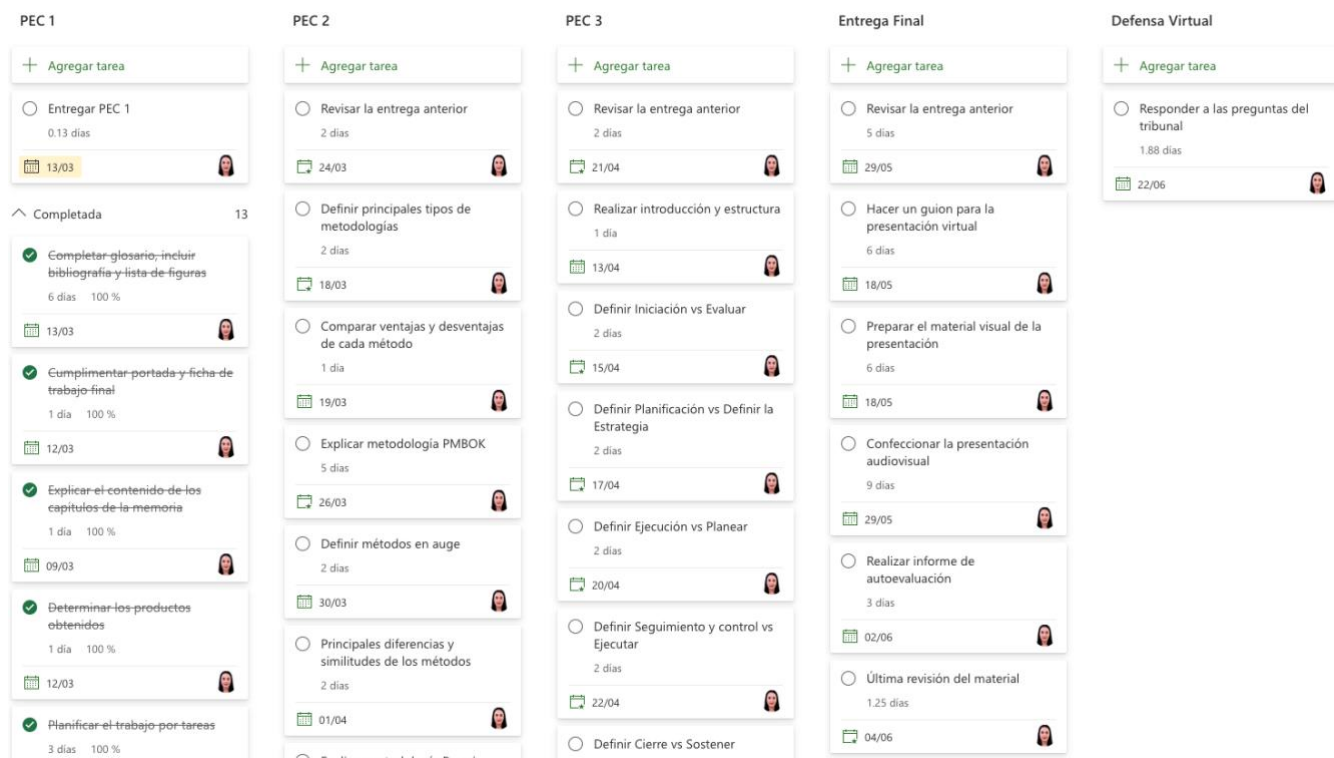 PEC 1
Agregar tarea
Entregar PEC 1
0.13 días
13/03
Completada 13
Completar glosario, incluir
bibliografía y lista de figuras
6 días 100 %
13/03
Cumplimentar portada y ficha de
trabajo final
1 día 100 %
12/03
Explicar el contenido de los
capítulos de la memoria
1 día 100 %
09/03
Determinar los productos
obtenidos
1 día 100 %
12/03
Planificar el trabajo por tareas
3 días 100 %
PEC 2
Agregar tarea
Revisar la entrega anterior
2 días
24/03
Definir principales tipos de
metodologías
2 días
18/03
Comparar ventajas y desventajas
de cada método
1 día
19/03
Explicar metodología PMBOK
5 días
26/03
Definir métodos en auge
2 días
30/03
Principales diferencias y
similitudes de los métodos
2 días
01/04
PEC 3
Agregar tarea
Revisar la entrega anterior
2 días
21/04
Realizar introducción y estructura
1 día
13/04
Definir Iniciación vs Evaluar
2 días
15/04
Definir Planificación vs Definir la
Estrategia
2 días
17/04
Definir Ejecución vs Planear
2 días
20/04
Definir Seguimiento y control vs
Ejecutar
2 días
22/04
Definir Cierre vs Sostener
Entrega Final
Agregar tarea
Revisar la entrega anterior
5 días
29/05
Hacer un guion para la
presentación virtual
6 días
18/05
Preparar el material visual de la
presentación
6 días
18/05
Confeccionar la presentación
audiovisual
9 días
29/05
Realizar informe de
autoevaluación
3 días
02/06
Última revisión del material
1.25 días
04/06
Defensa Virtual
Agregar tarea
Responder a las preguntas del
tribunal
1.88 días
22/06